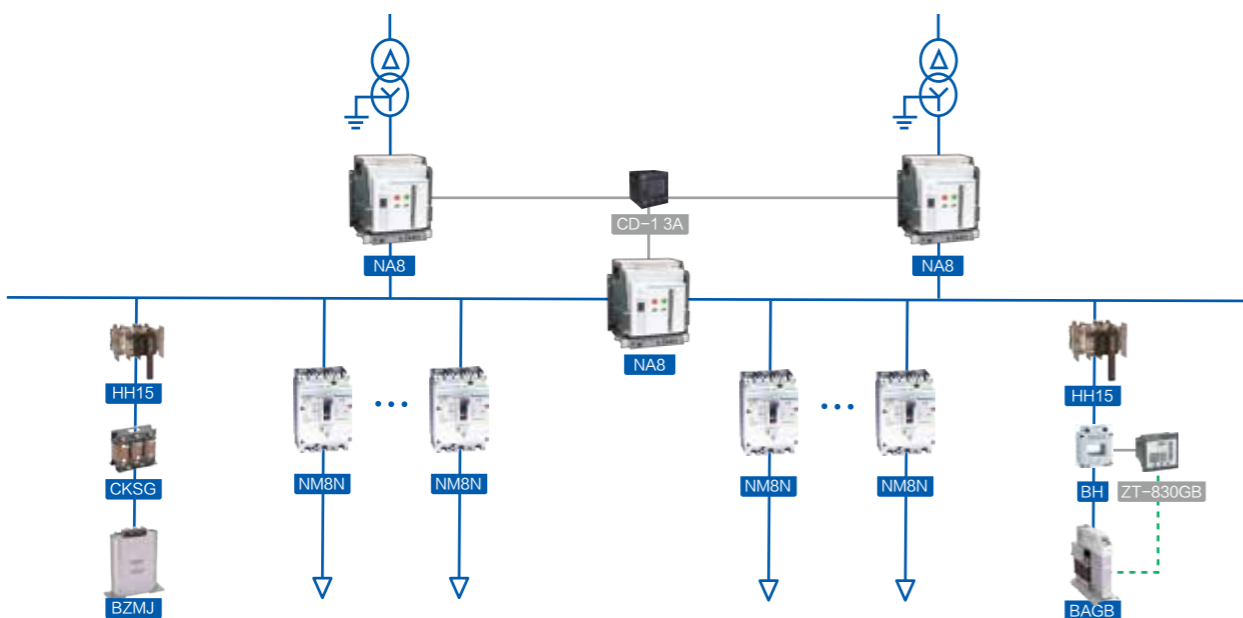 CD-1 3A
NA8
NA8
NA8
HH15
HH15
NM8N
NM8N
NM8N
NM8N
CKSG
BH
ZT-830GB
BZMJ
BAGB